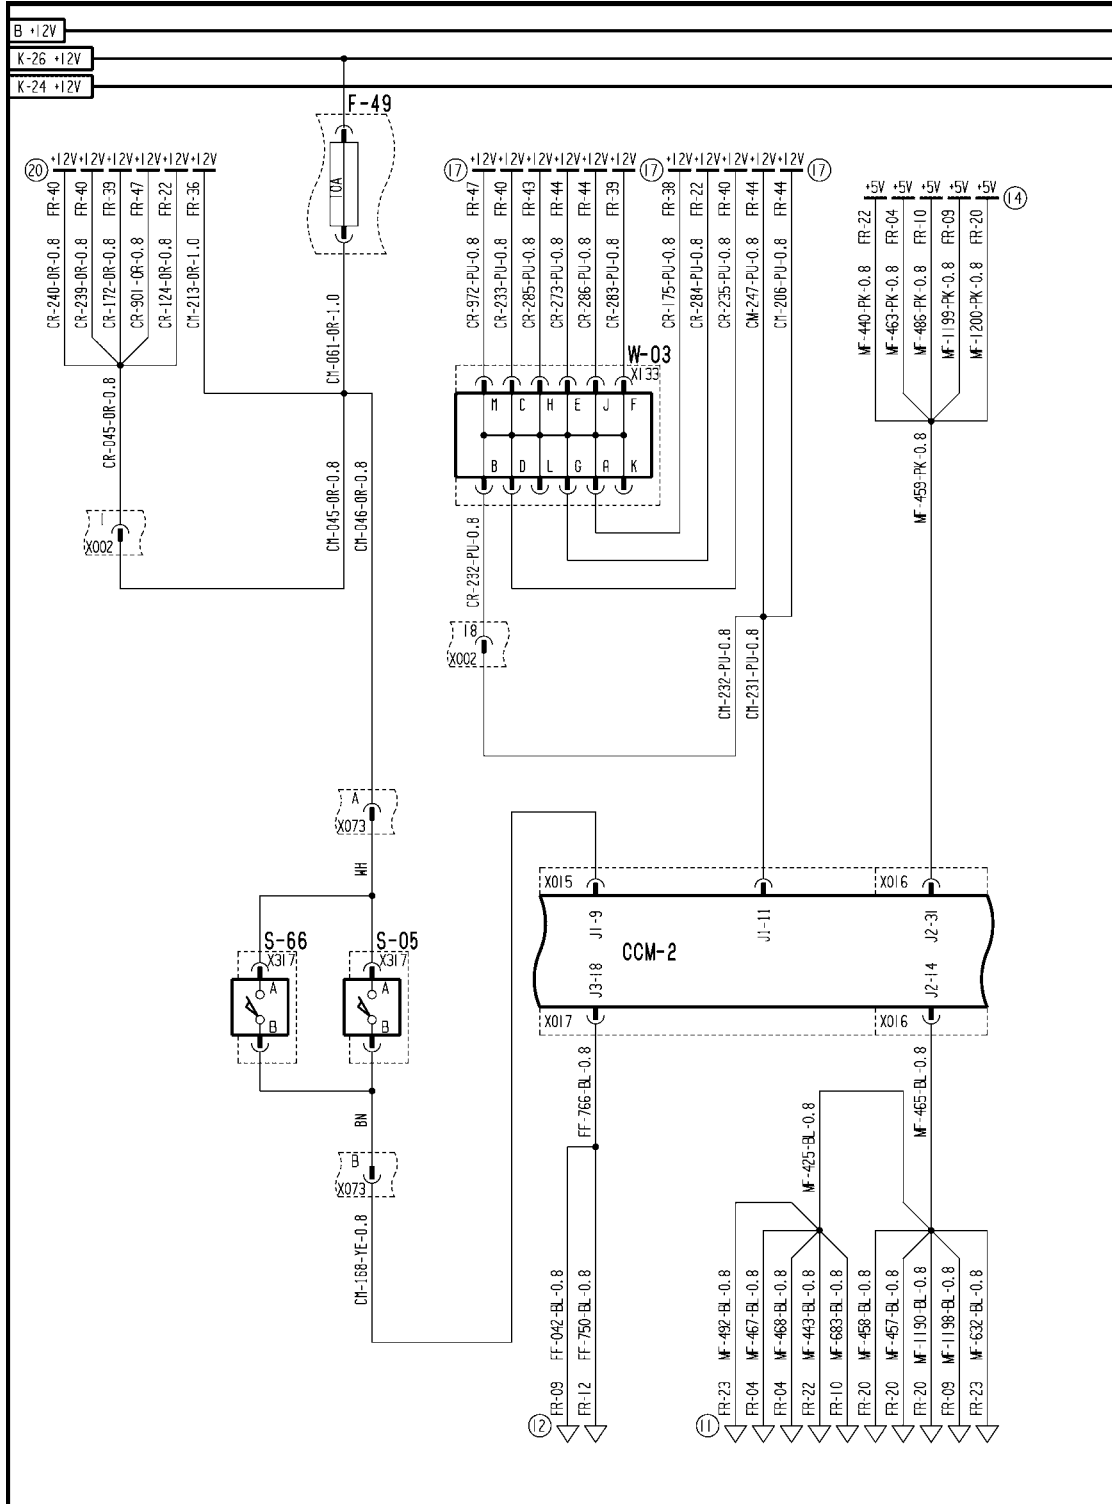 B +12V
K-26 +12V
K-24 +12V
F-49
10A
20
+12V +12V +12V +12V +12V +12V
FR-40
FR-40
FR-39
FR-47
FR-22
FR-36
CR-240-OR-0.8
CR-239-OR-0.8
CR-172-OR-0.8
CR-901-OR-0.8
CR-124-OR-0.8
CM-213-OR-1.0
CM-061-OR-1.0
CR-045-OR-0.8
CM-045-OR-0.8
CM-046-OR-0.8
1
X002
17
+12V +12V +12V +12V +12V +12V
17
+12V +12V +12V +12V +12V
17
FR-47
FR-40
FR-43
FR-44
FR-44
FR-39
FR-38
FR-22
FR-40
FR-44
FR-44
CR-972-PU-0.8
CR-233-PU-0.8
CR-285-PU-0.8
CR-273-PU-0.8
CR-286-PU-0.8
CR-283-PU-0.8
CR-175-PU-0.8
CR-284-PU-0.8
CR-235-PU-0.8
CM-247-PU-0.8
CM-206-PU-0.8
+5V +5V +5V +5V +5V
14
FR-22
FR-04
FR-10
FR-09
FR-20
MF-440-PK-0.8
MF-463-PK-0.8
MF-486-PK-0.8
MF-1199-PK-0.8
MF-1200-PK-0.8
MF-459-PK-0.8
W-03
X133
M C H E J F
B D L G A K
CR-232-PU-0.8
18
X002
CM-232-PU-0.8
CM-231-PU-0.8
A
X073
WH
S-66
X317
A
B
S-05
X317
A
B
BN
B
X073
CM-168-YE-0.8
X015
X016
J1-9
J1-11
J2-31
CCM-2
J3-18
J2-14
X017
X016
FF-766-BL-0.8
MF-425-BL-0.8
MF-465-BL-0.8
FF-042-BL-0.8
FF-750-BL-0.8
MF-492-BL-0.8
MF-467-BL-0.8
MF-468-BL-0.8
MF-443-BL-0.8
MF-683-BL-0.8
MF-458-BL-0.8
MF-457-BL-0.8
MF-1190-BL-0.8
MF-1198-BL-0.8
MF-632-BL-0.8
12
FR-09
FR-12
11
FR-23
FR-04
FR-04
FR-22
FR-10
FR-20
FR-20
FR-20
FR-09
FR-23